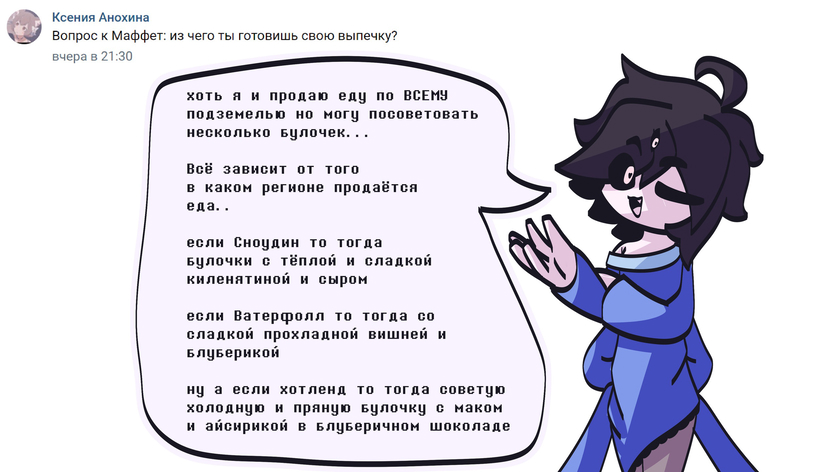 Ксения Анохина
Вопрос к Маффет: из чего ты готовишь свою выпечку?
вчера в 21:30
хоть я и продаю еду по ВСЕМУ
подземелью но могу посоветовать
несколько булочек...
Всё зависит от того
в каком регионе продаётся
еда..
если Сноудин то тогда
булочки с тёплой и сладкой
киленятиной и сыром
если Ватерфолл то тогда со
сладкой прохладной вишней и
блуберикой
ну а если хотленд то тогда советую
холодную и пряную булочку с маком
и айсирикой в блуберичном шоколаде